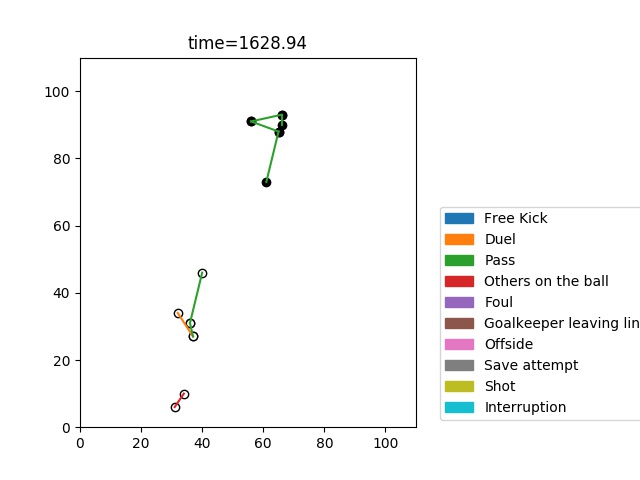 time=1628.94
100
80
60
40
20
0
0 20 40 60 80 100
Free Kick
Duel
Pass
Others on the ball
Foul
Goalkeeper leaving lin
Offside
Save attempt
Shot
Interruption